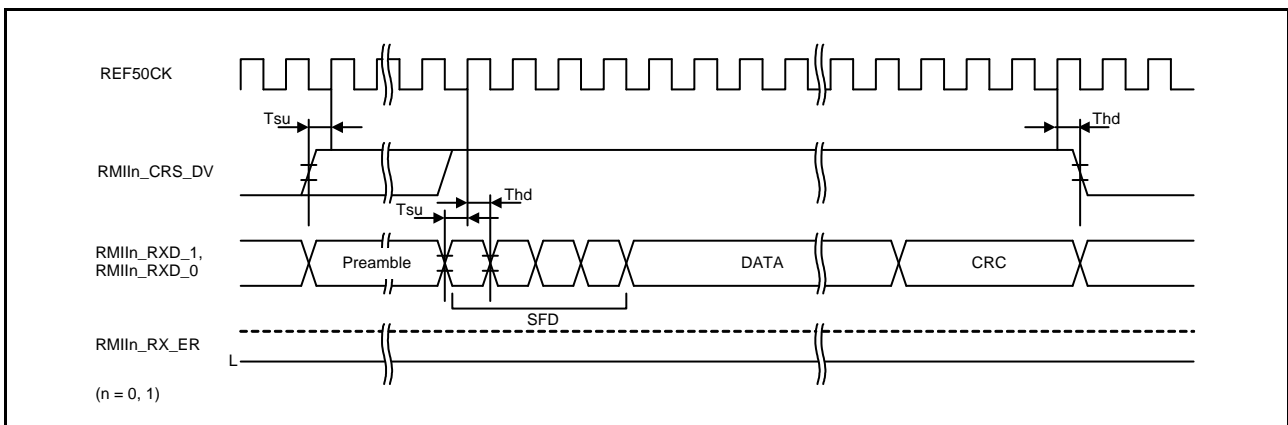 REF50CK
Tsu
Thd
RMIIn_CRS_DV
Thd
Tsu
RMIIn_RXD_1,
RMIIn_RXD_0
Preamble
DATA
CRC
SFD
RMIIn_RX_ER
L
(n = 0, 1)